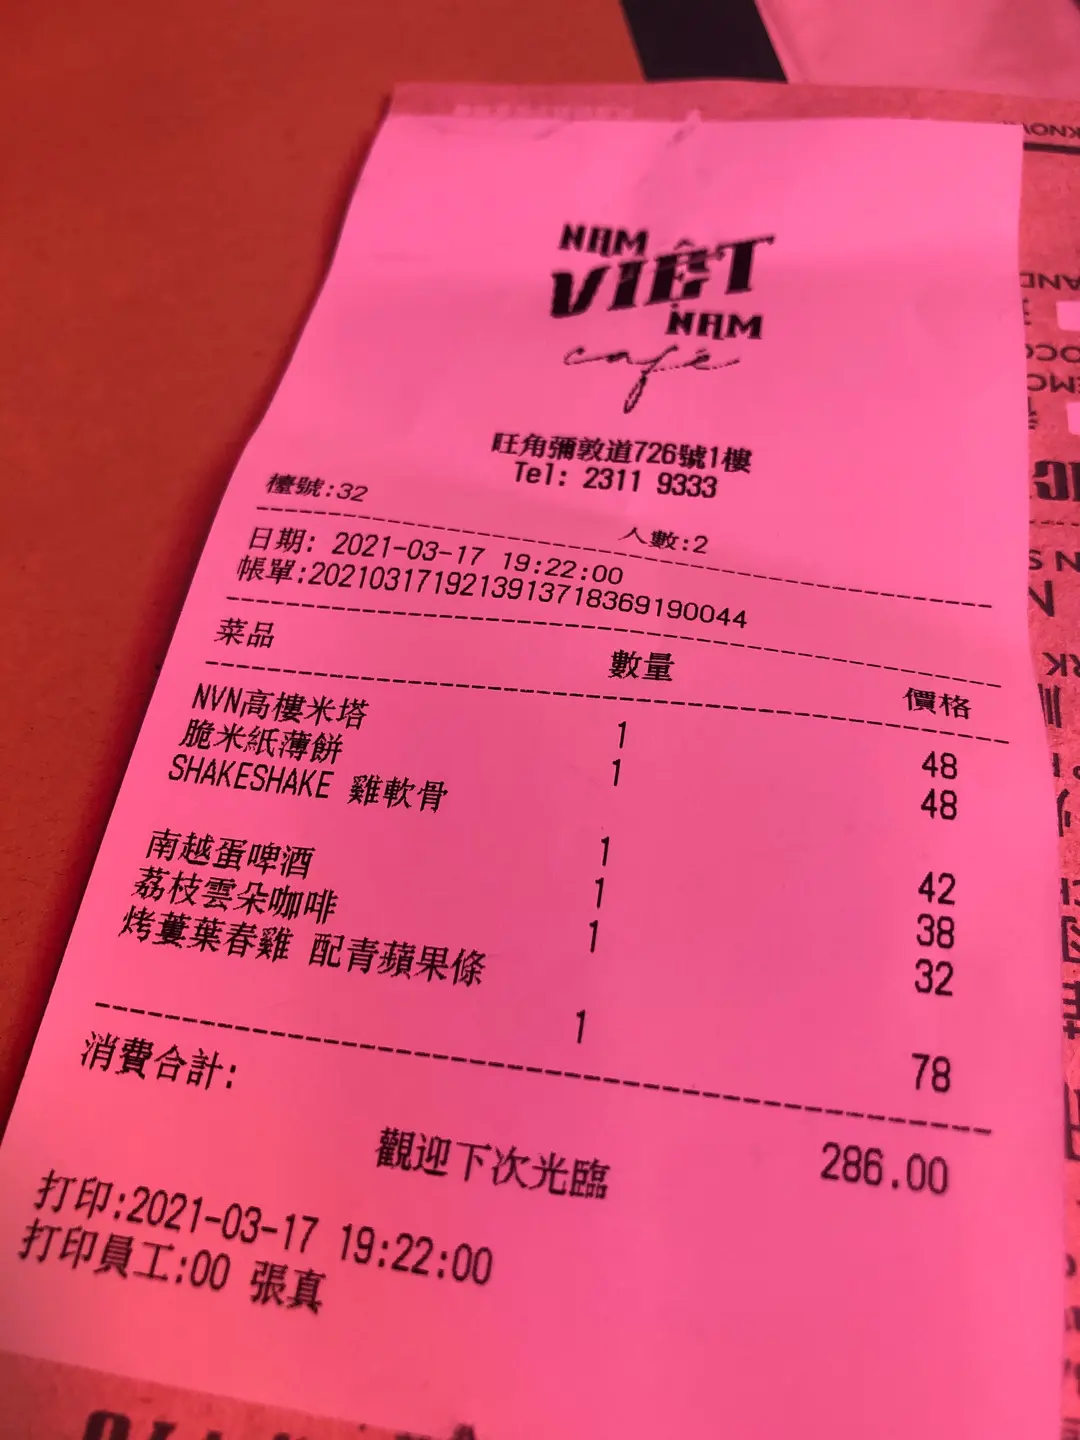 NAM
VIỆT
NAM
café
旺角彌敦道726號1樓
Tel: 2311 9333
檯號:32
人數:2
日期: 2021-03-17 19:22:00
帳單:2021031719213913718369190044
菜品 數量 價格
NVN高樓米塔 1 48
脆米紙薄餅 1 48
SHAKESHAKE 雞軟骨
1 42
南越蛋啤酒 1 38
荔枝雲朵咖啡 1 32
烤蔞葉春雞 配青蘋果條
1 78
消費合計: 286.00
觀迎下次光臨
打印:2021-03-17 19:22:00
打印員工:00 張真